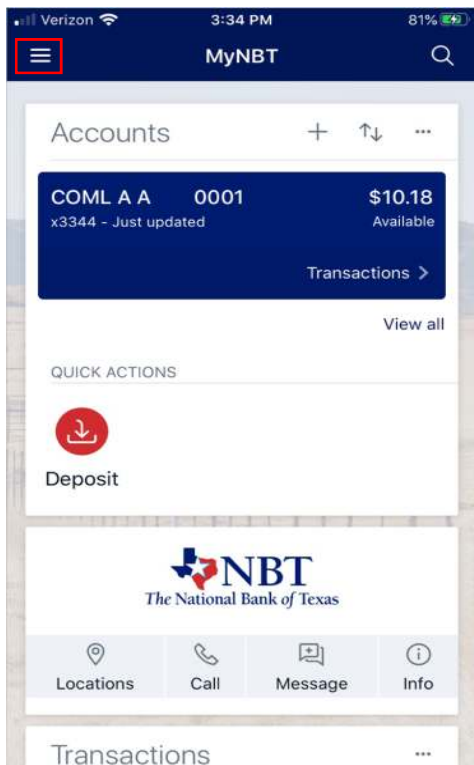 Verizon 3:34 PM 81%
MyNBT
Accounts
COML A A 0001 $10.18
x3344 - Just updated Available
Transactions >
View all
QUICK ACTIONS
Deposit
NBT
The National Bank of Texas
Locations Call Message Info
Transactions